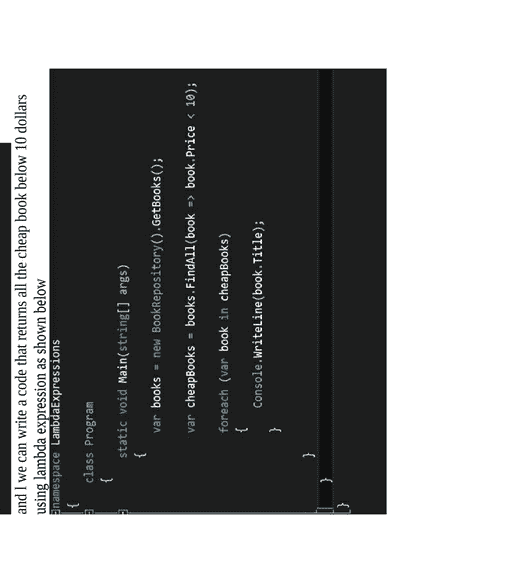 and l we can write a code that returns all the cheap book below 10 dollars
using lambda expression as shown below
namespace LambdaExpressions
{
class Program
{
static void Main(string[] args)
{
var books = new BookRepository().GetBooks();
var cheapBooks = books.FindAll(book => book.Price < 10);
foreach (var book in cheapBooks)
{
Console.WriteLine(book.Title);
}
}
}
}